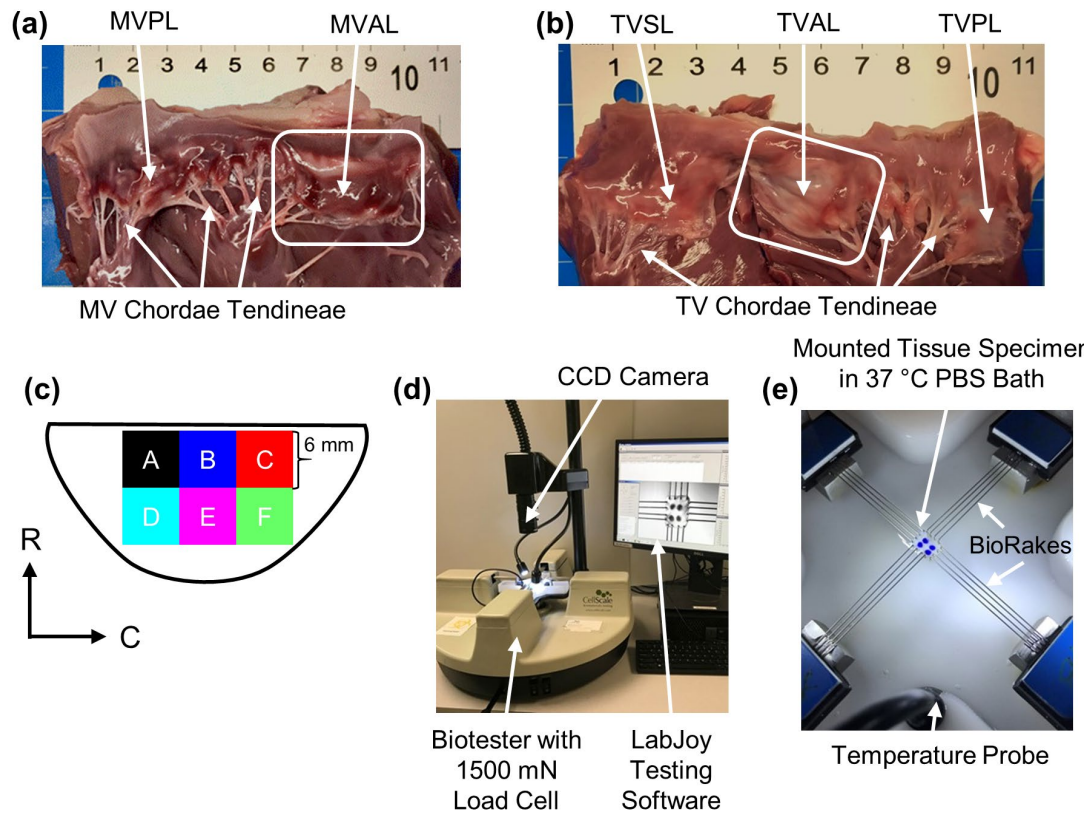 (a)
MVPL
MVAL
1 2 3 4 5 6 7 8 9 10 11
MV Chordae Tendineae
(b)
TVSL
TVAL
TVPL
1 2 3 4 5 6 7 8 9 10 11
TV Chordae Tendineae
(c)
A B C
6 mm
D E F
R
C
(d)
CCD Camera
CellScale
Biotester with
1500 mN
Load Cell
LabJoy
Testing
Software
Mounted Tissue Specimen
in 37 °C PBS Bath
(e)
BioRakes
Temperature Probe